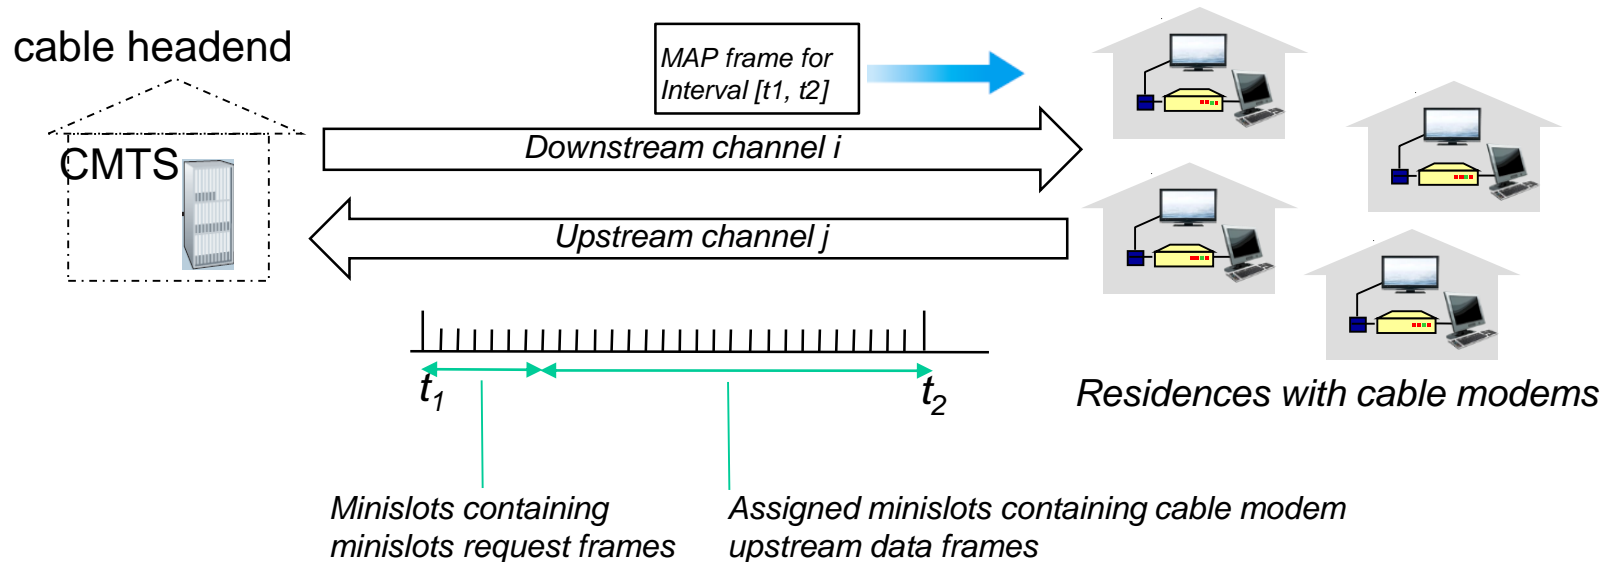 cable headend
MAP frame for
Interval [t1, t2]
CMTS
Downstream channel i
Upstream channel j
t1
t2
Residences with cable modems
Minislots containing
minislots request frames
Assigned minislots containing cable modem
upstream data frames